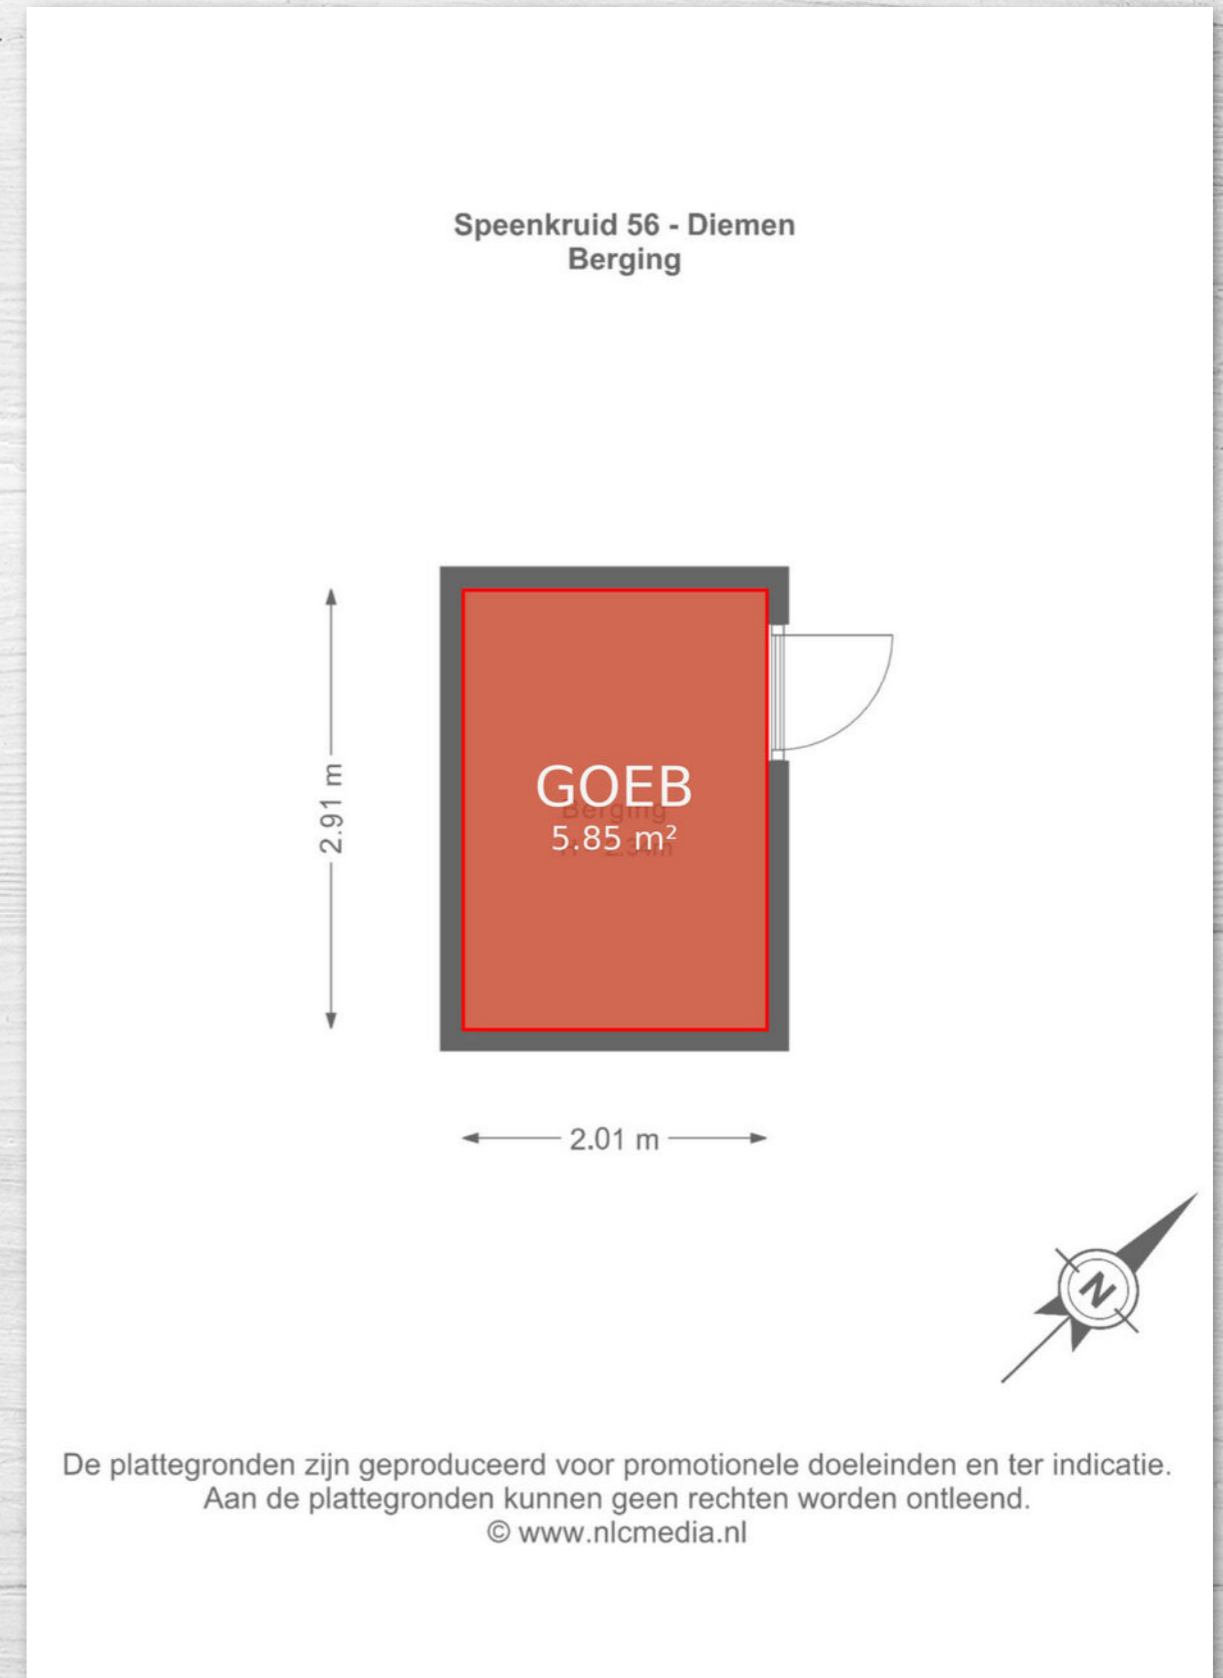 Speenkruid 56 - Diemen
Berging
2.91 m
GOEB
Berging
5.85 m²
2.01 m
N
De plattegronden zijn geproduceerd voor promotionele doeleinden en ter indicatie.
Aan de plattegronden kunnen geen rechten worden ontleend.
© www.nlcmedia.nl